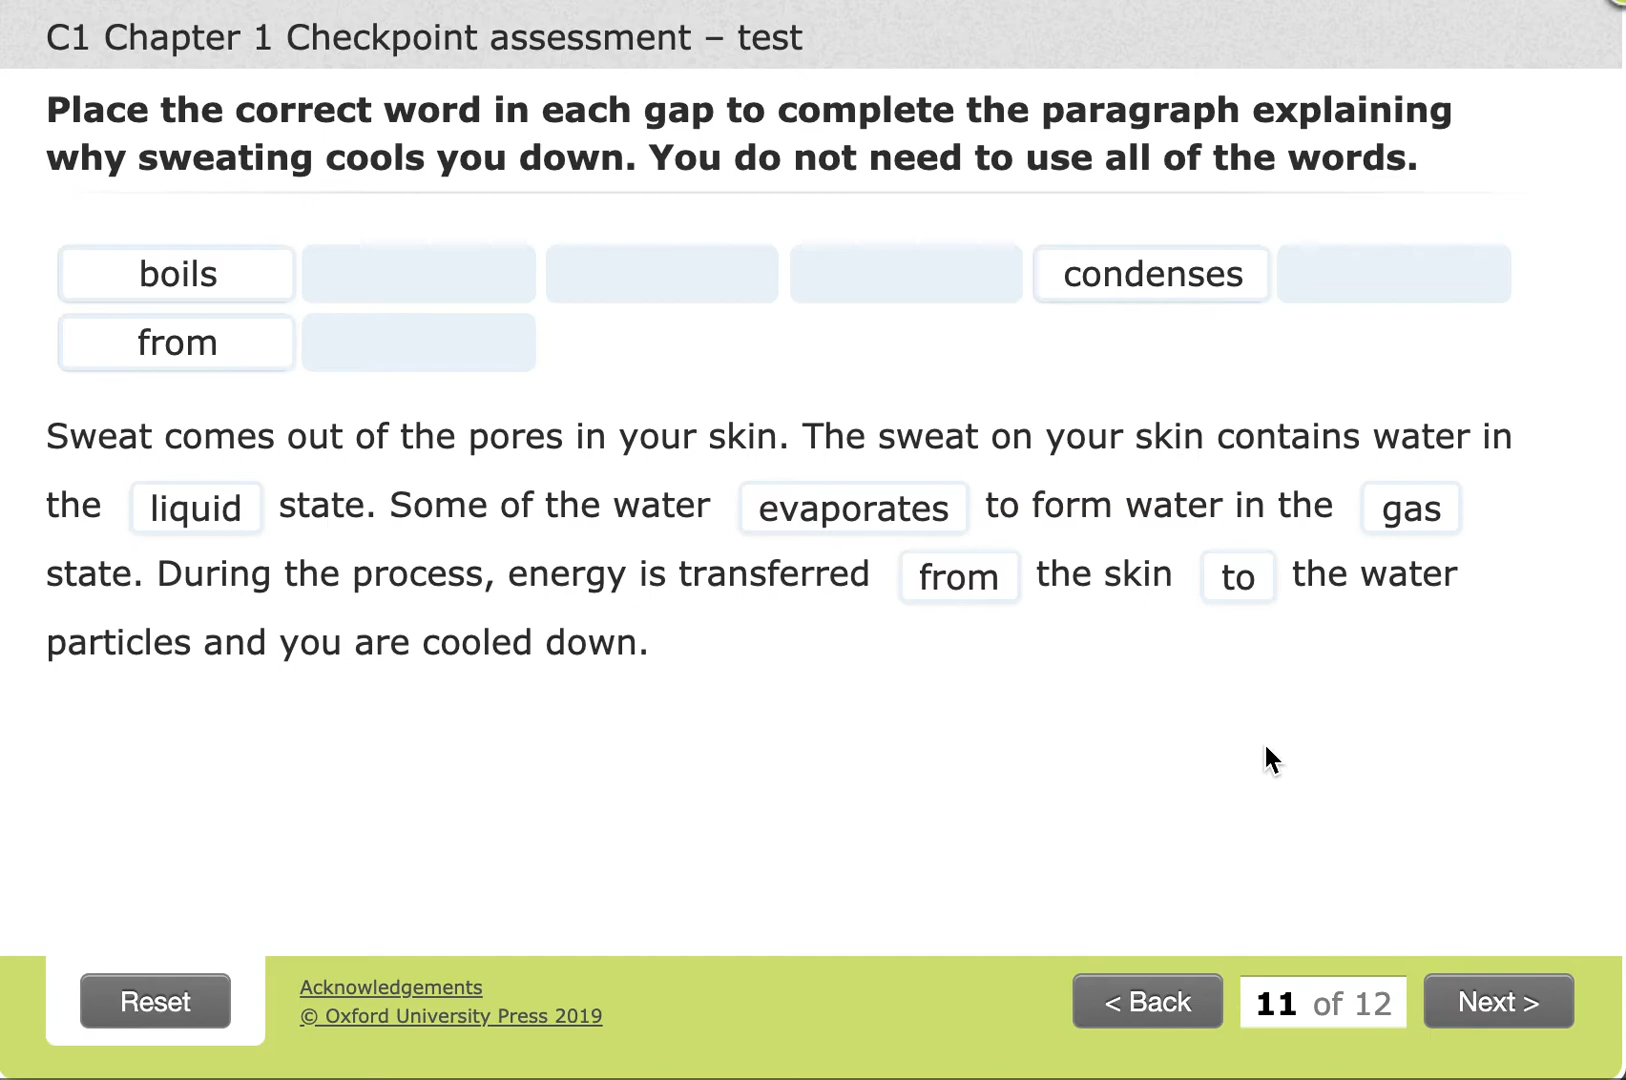 C1 Chapter 1 Checkpoint assessment – test
Place the correct word in each gap to complete the paragraph explaining
why sweating cools you down. You do not need to use all of the words.
boils condenses
from
Sweat comes out of the pores in your skin. The sweat on your skin contains water in
the liquid state. Some of the water evaporates to form water in the gas
state. During the process, energy is transferred from the skin to the water
particles and you are cooled down.
Reset
Acknowledgements
© Oxford University Press 2019
< Back 11 of 12 Next >